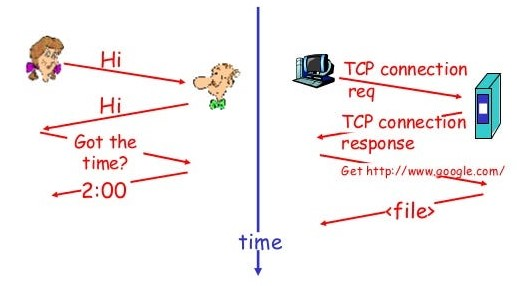 Hi
Hi
Got the
time?
2:00
TCP connection
req
TCP connection
response
Get http://www.google.com/
<file>
time